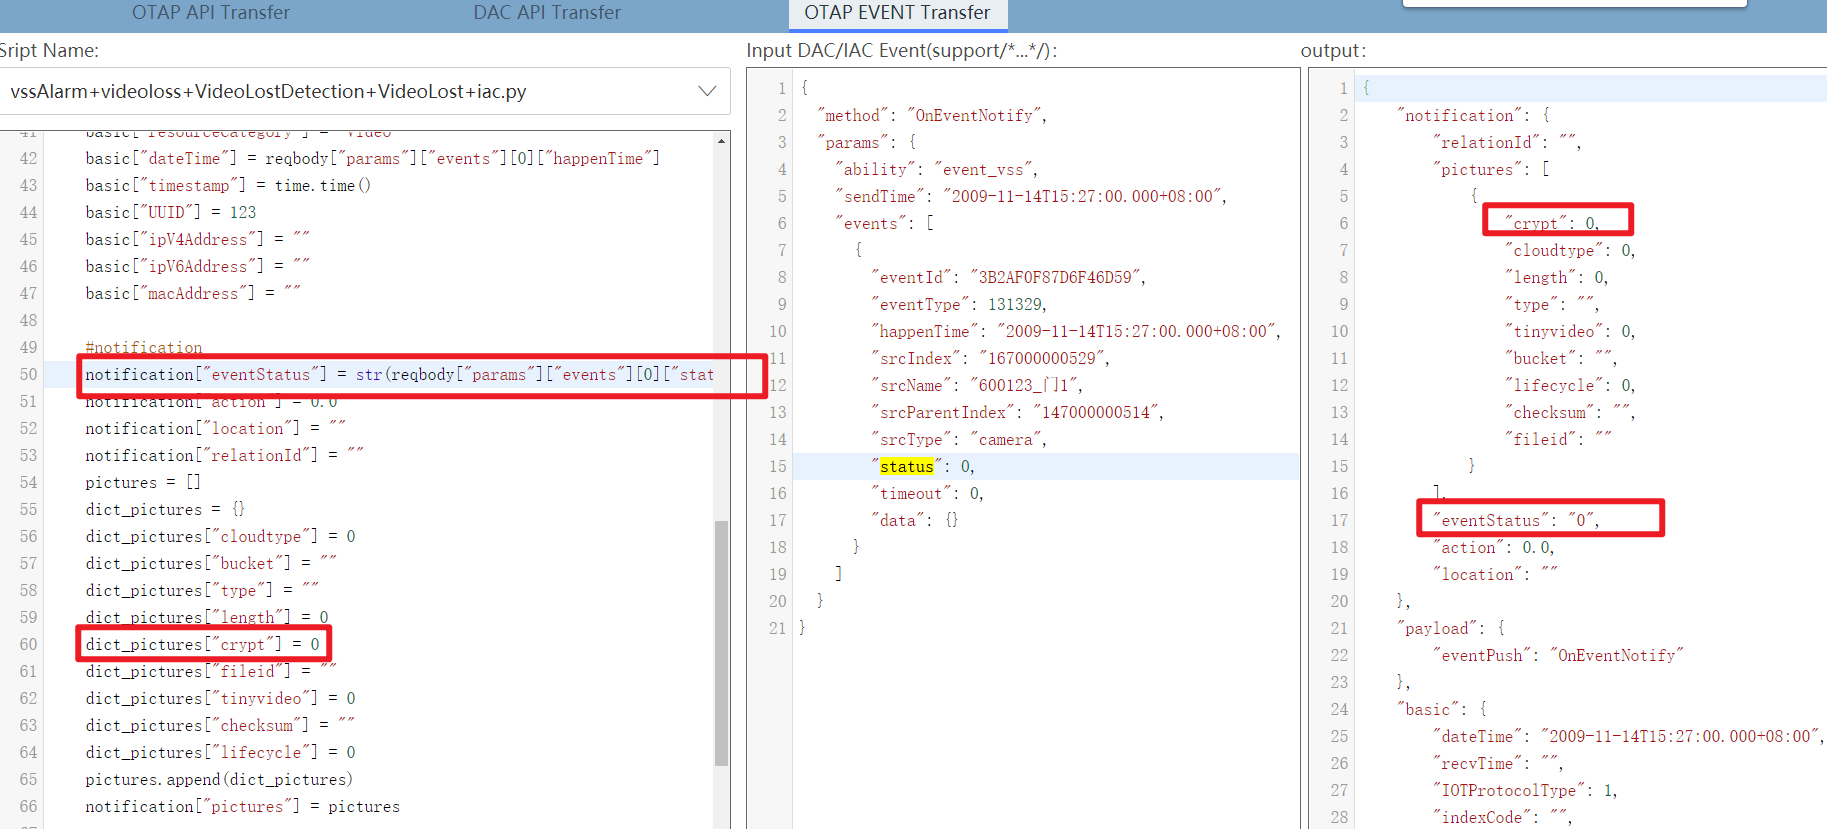 OTAP API Transfer
DAC API Transfer
OTAP EVENT Transfer
Sript Name:
vssAlarm+videoloss+VideoLostDetection+VideoLost+iac.py
41 basic["resourceCategory"] = "Video"
42 basic["dateTime"] = reqbody["params"]["events"][0]["happenTime"]
43 basic["timestamp"] = time.time()
44 basic["UUID"] = 123
45 basic["ipV4Address"] = ""
46 basic["ipV6Address"] = ""
47 basic["macAddress"] = ""
48
49 #notification
50 notification["eventStatus"] = str(reqbody["params"]["events"][0]["stat
51 notification["action"] = 0.0
52 notification["location"] = ""
53 notification["relationId"] = ""
54 pictures = []
55 dict_pictures = {}
56 dict_pictures["cloudtype"] = 0
57 dict_pictures["bucket"] = ""
58 dict_pictures["type"] = ""
59 dict_pictures["length"] = 0
60 dict_pictures["crypt"] = 0
61 dict_pictures["fileid"] = ""
62 dict_pictures["tinyvideo"] = 0
63 dict_pictures["checksum"] = ""
64 dict_pictures["lifecycle"] = 0
65 pictures.append(dict_pictures)
66 notification["pictures"] = pictures
Input DAC/IAC Event(support/*...*/):
1 {
2 "method": "OnEventNotify",
3 "params": {
4 "ability": "event_vss",
5 "sendTime": "2009-11-14T15:27:00.000+08:00",
6 "events": [
7 {
8 "eventId": "3B2AF0F87D6F46D59",
9 "eventType": 131329,
10 "happenTime": "2009-11-14T15:27:00.000+08:00",
11 "srcIndex": "167000000529",
12 "srcName": "600123_门1",
13 "srcParentIndex": "147000000514",
14 "srcType": "camera",
15 "status": 0,
16 "timeout": 0,
17 "data": {}
18 }
19 ]
20 }
21 }
output:
1 {
2 "notification": {
3 "relationId": "",
4 "pictures": [
5 {
6 "crypt": 0,
7 "cloudtype": 0,
8 "length": 0,
9 "type": "",
10 "tinyvideo": 0,
11 "bucket": "",
12 "lifecycle": 0,
13 "checksum": "",
14 "fileid": ""
15 }
16 ],
17 "eventStatus": "0",
18 "action": 0.0,
19 "location": ""
20 },
21 "payload": {
22 "eventPush": "OnEventNotify"
23 },
24 "basic": {
25 "dateTime": "2009-11-14T15:27:00.000+08:00",
26 "recvTime": "",
27 "IOTProtocolType": 1,
28 "indexCode": "",